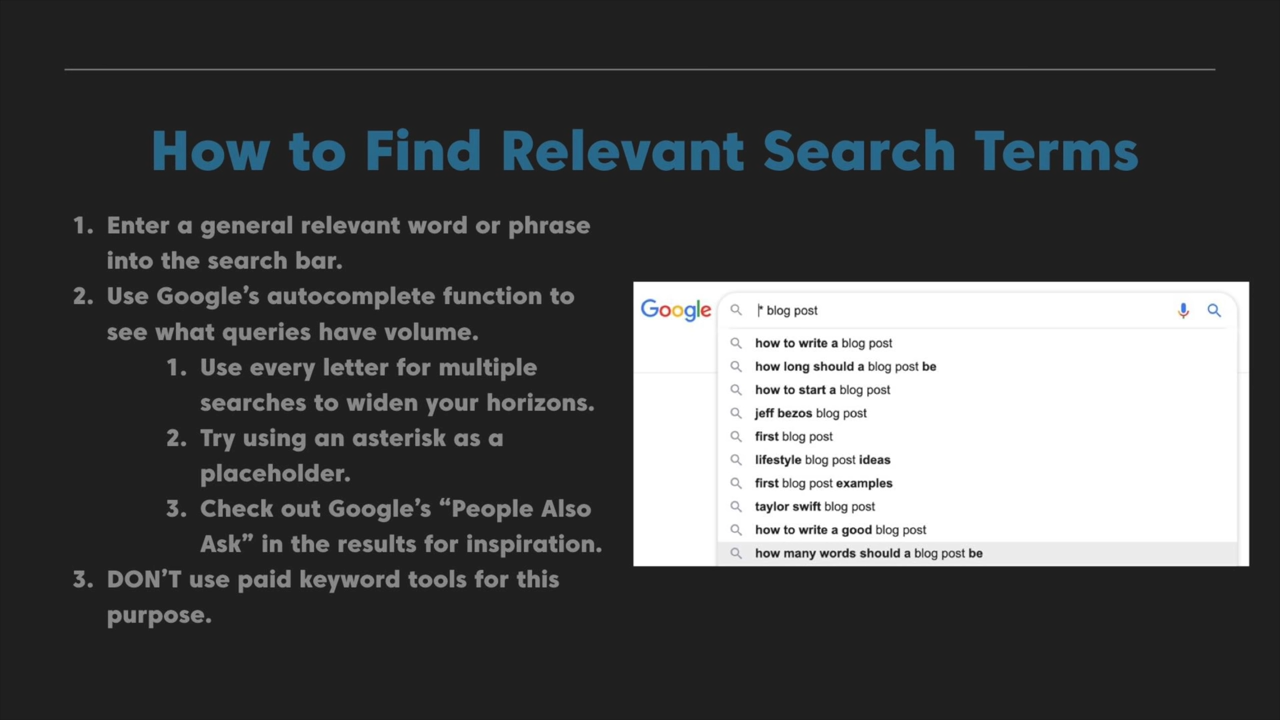 How to Find Relevant Search Terms
1. Enter a general relevant word or phrase
into the search bar.
2. Use Google’s autocomplete function to
see what queries have volume.
1. Use every letter for multiple
searches to widen your horizons.
2. Try using an asterisk as a
placeholder.
3. Check out Google’s “People Also
Ask” in the results for inspiration.
3. DON’T use paid keyword tools for this
purpose.
Google
* blog post
how to write a blog post
how long should a blog post be
how to start a blog post
jeff bezos blog post
first blog post
lifestyle blog post ideas
first blog post examples
taylor swift blog post
how to write a good blog post
how many words should a blog post be